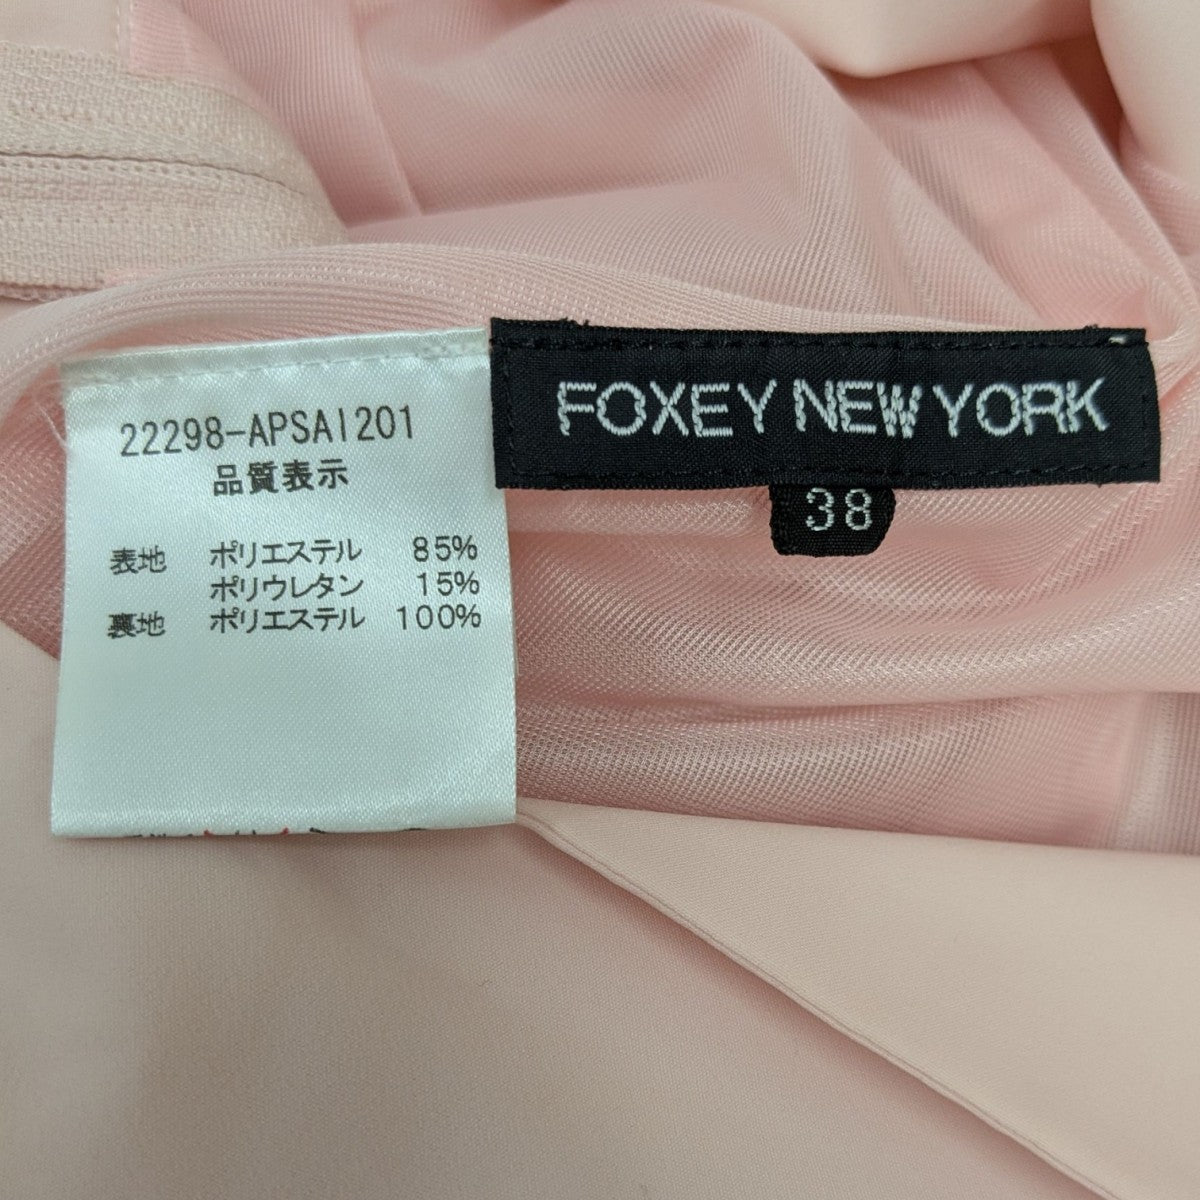 22298-APSAI201
品質表示
表地 ポリエステル 85%
ポリウレタン 15%
裏地 ポリエステル 100%
FOXEY NEW YORK
38